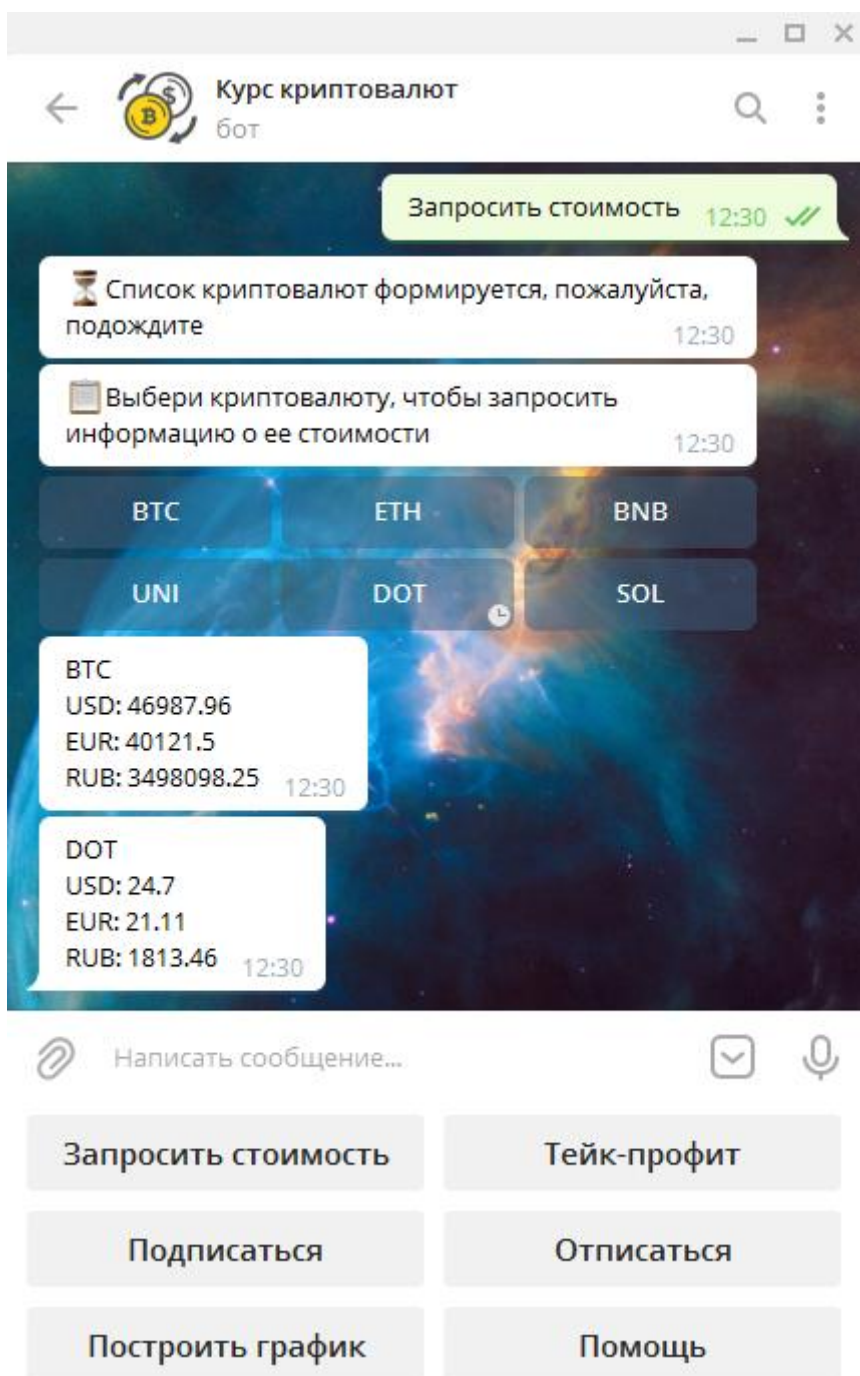 Курс криптовалют
бот
Запросить стоимость 12:30
⏳ Список криптовалют формируется, пожалуйста,
подождите 12:30
📋Выбери криптовалюту, чтобы запросить
информацию о ее стоимости 12:30
BTC ETH BNB
UNI DOT SOL
BTC
USD: 46987.96
EUR: 40121.5
RUB: 3498098.25 12:30
DOT
USD: 24.7
EUR: 21.11
RUB: 1813.46 12:30
Написать сообщение...
Запросить стоимость Тейк-профит
Подписаться Отписаться
Построить график Помощь